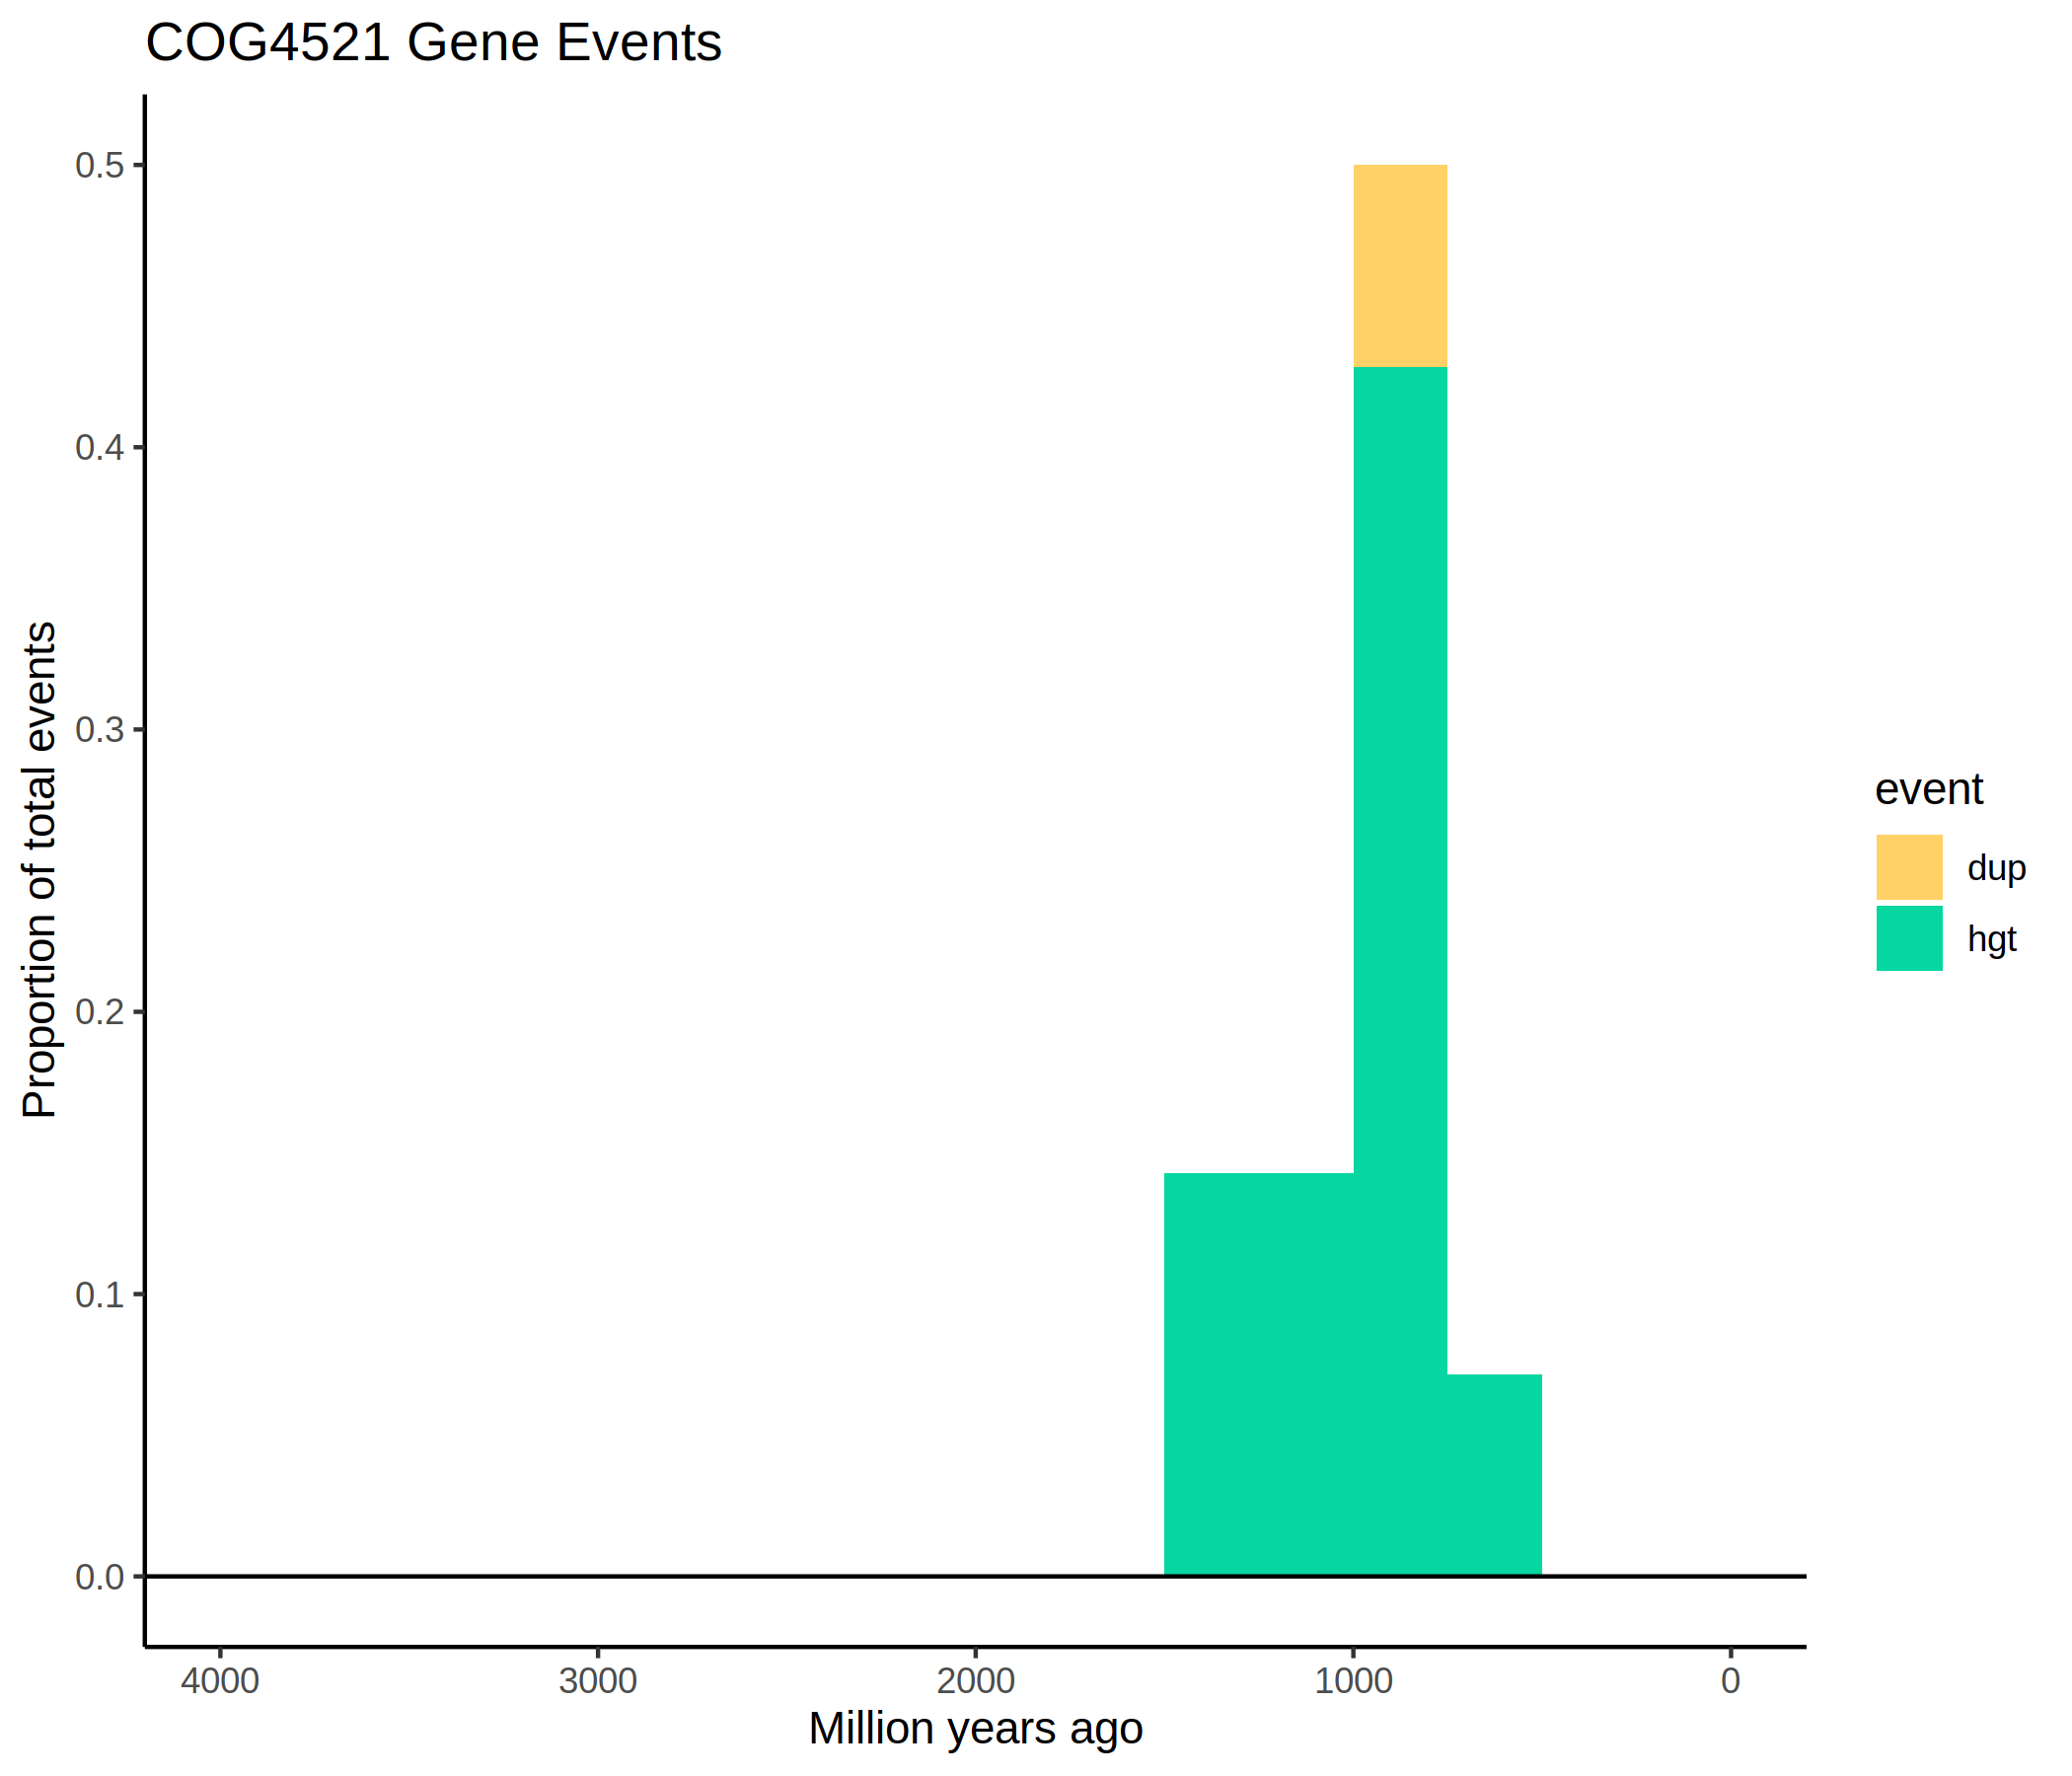 COG4521 Gene Events
Proportion of total events
0.5
0.4
0.3
0.2
0.1
0.0
4000 3000 2000 1000 0
Million years ago
event
dup
hgt